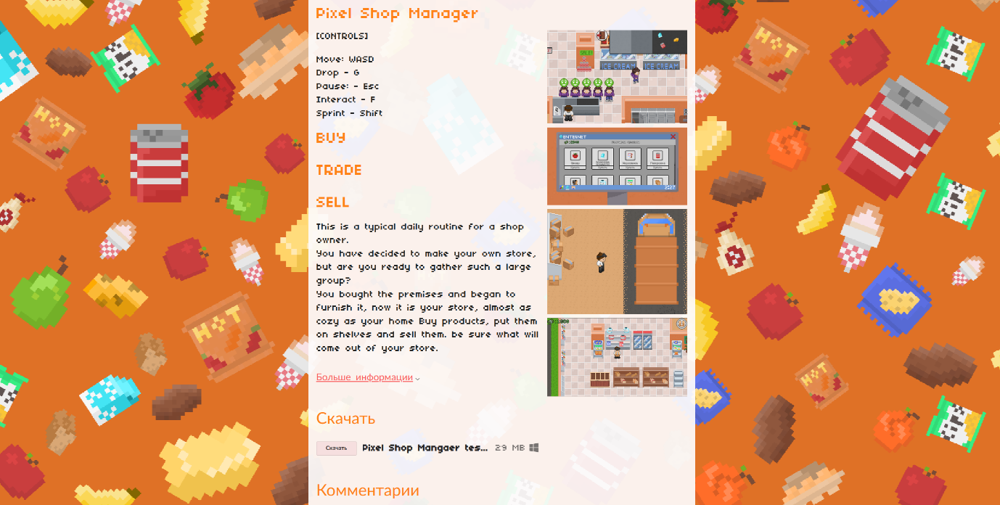 Pixel Shop Manager
[CONTROLS]
Move: WASD
Drop - G
Pause: - Esc
Interact - F
Sprint - Shift
BUY
TRADE
SELL
This is a typical daily routine for a shop
owner.
You have decided to make your own store,
but are you ready to gather such a large
group?
You bought the premises and began to
furnish it, now it is your store, almost as
cozy as your home Buy products, put them
on shelves and sell them. be sure what will
come out of your store.
Больше информации
Скачать
Скачать
Pixel Shop Mangaer tes...
29 MB
Комментарии
SALE!
ICE CREAM
ICE CREAM
ENTERNET
2:27